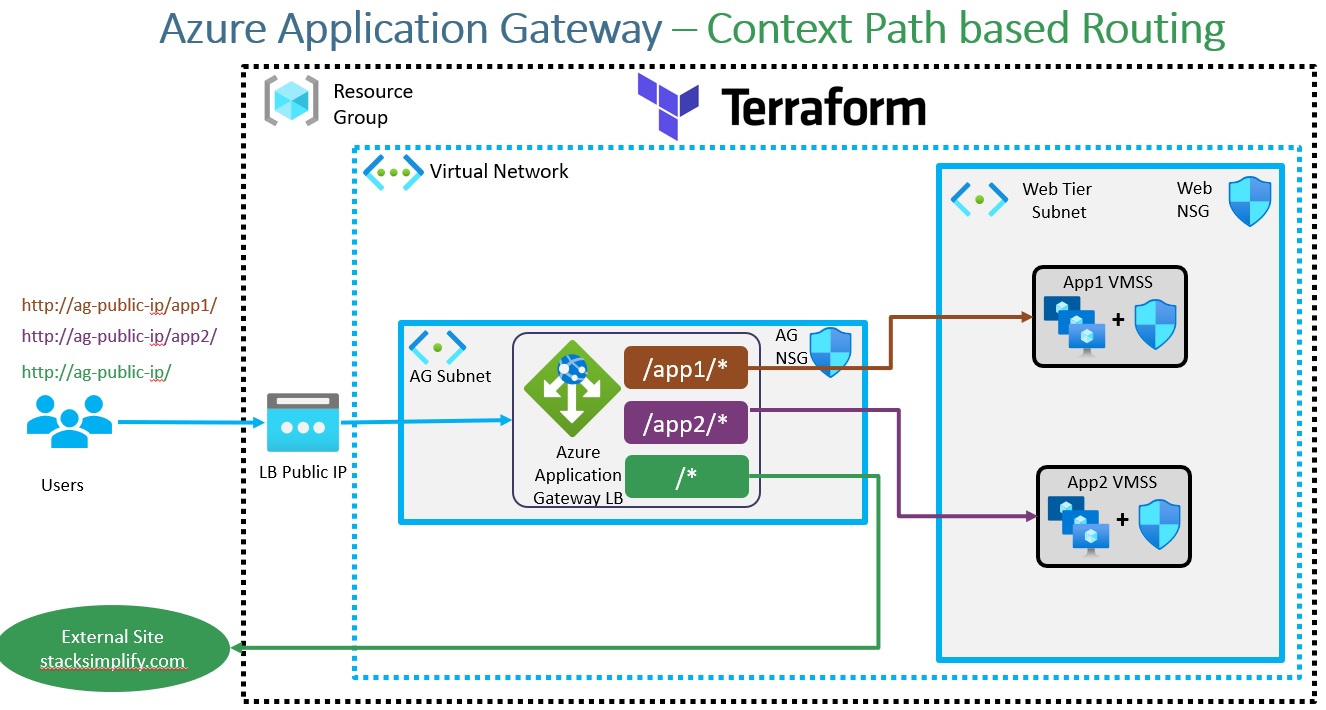 Azure Application Gateway – Context Path based Routing
Resource
Group
Terraform
Virtual Network
Web Tier
Subnet
Web
NSG
http://ag-public-ip/app1/
http://ag-public-ip/app2/
http://ag-public-ip/
Users
LB Public IP
AG Subnet
Azure
Application
Gateway LB
/app1/*
/app2/*
/*
AG
NSG
App1 VMSS
+
App2 VMSS
+
External Site
stacksimplify.com